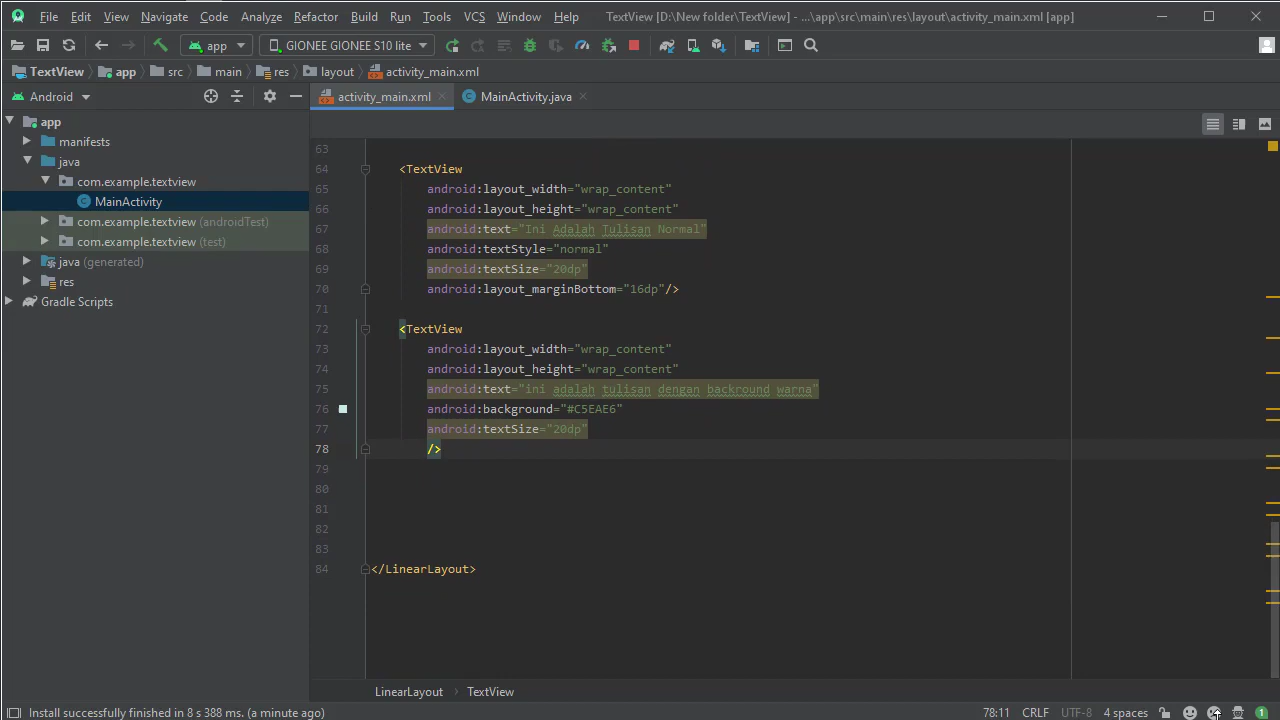 File Edit View Navigate Code Analyze Refactor Build Run Tools VCS Window Help TextView [D:\New folder\TextView] - ...\app\src\main\res\layout\activity_main.xml [app]
app GIONEE GIONEE S10 lite
TextView app src main res layout activity_main.xml
Android activity_main.xml MainActivity.java
app
manifests
java
com.example.textview
MainActivity
com.example.textview (androidTest)
com.example.textview (test)
java (generated)
res
Gradle Scripts
63
64 <TextView
65 android:layout_width="wrap_content"
66 android:layout_height="wrap_content"
67 android:text="Ini Adalah Tulisan Normal"
68 android:textStyle="normal"
69 android:textSize="20dp"
70 android:layout_marginBottom="16dp"/>
71
72 <TextView
73 android:layout_width="wrap_content"
74 android:layout_height="wrap_content"
75 android:text="ini adalah tulisan dengan backround warna"
76 android:background="#C5EAE6"
77 android:textSize="20dp"
78 />
79
80
81
82
83
84 </LinearLayout>
LinearLayout › TextView
Install successfully finished in 8 s 388 ms. (a minute ago) 78:11 CRLF UTF-8 4 spaces 1